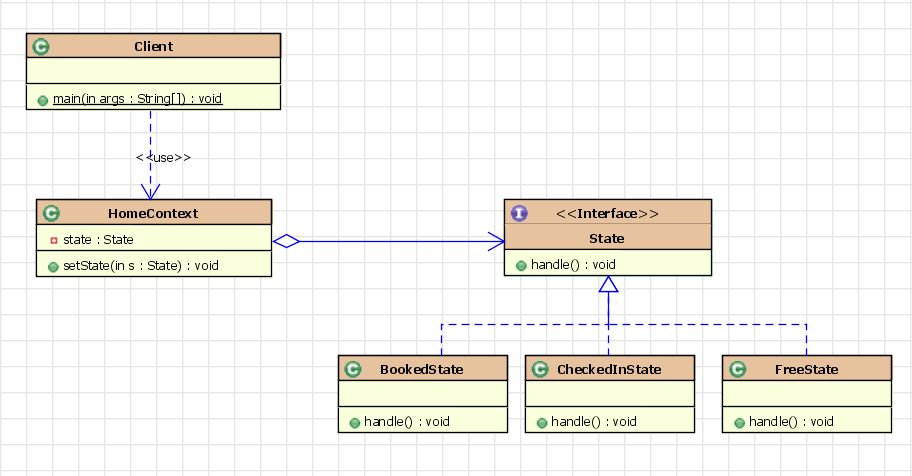 C Client
main(in args : String[]) : void
<<use>>
C HomeContext
state : State
setState(in s : State) : void
I <<Interface>>
State
handle() : void
C BookedState
handle() : void
C CheckedInState
handle() : void
C FreeState
handle() : void